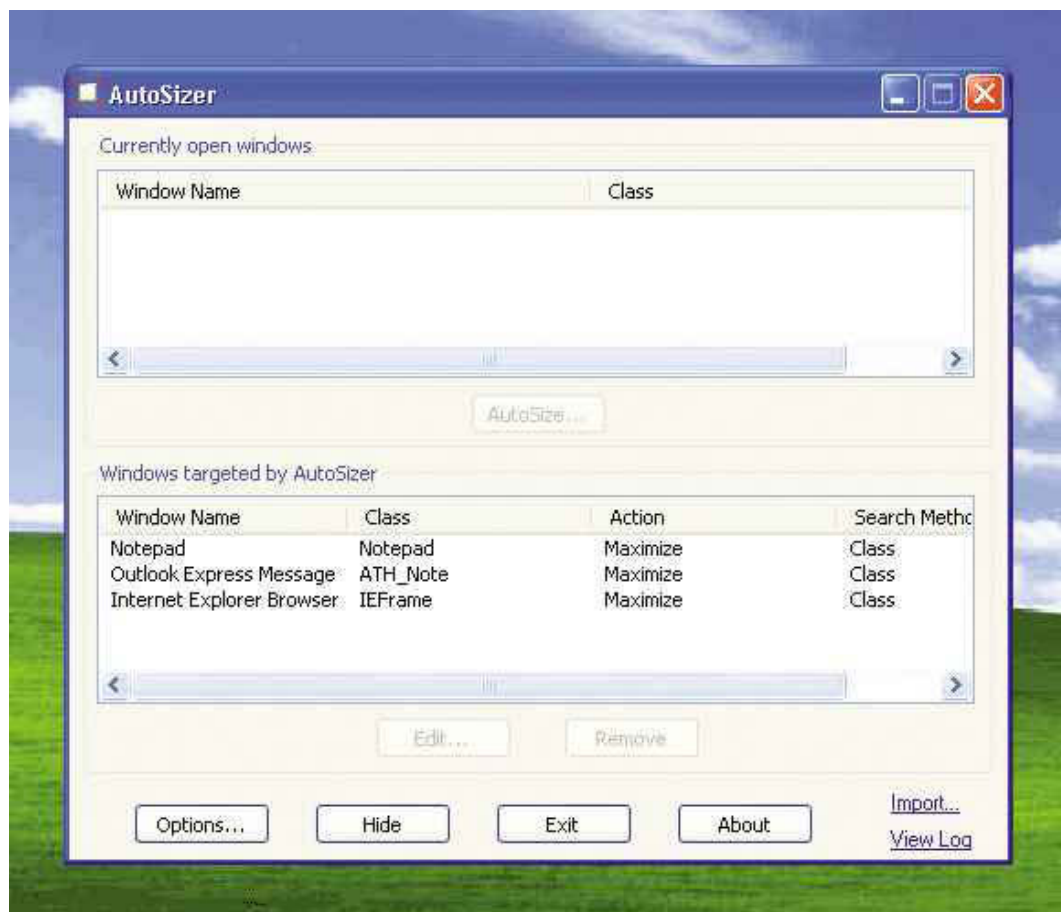 AutoSizer
Currently open windows
Window Name Class
AutoSize...
Windows targeted by AutoSizer
Window Name Class Action Search Metho
Notepad Notepad Maximize Class
Outlook Express Message ATH_Note Maximize Class
Internet Explorer Browser IEFrame Maximize Class
Edit... Remove
Options... Hide Exit About Import...
View Log